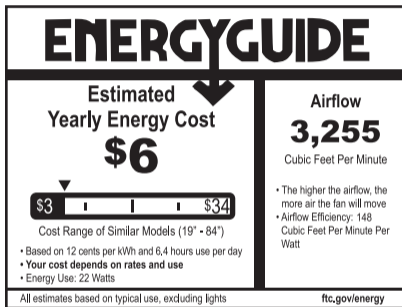 ENERGYGUIDE
Estimated
Yearly Energy Cost
$6
$3
$34
Cost Range of Similar Models (19" - 84")
• Based on 12 cents per kWh and 6,4 hours use per day
• Your cost depends on rates and use
• Energy Use: 22 Watts
Airflow
3,255
Cubic Feet Per Minute
• The higher the airflow, the
more air the fan will move
• Airflow Efficiency: 148
Cubic Feet Per Minute Per
Watt
All estimates based on typical use, excluding lights
ftc.gov/energy